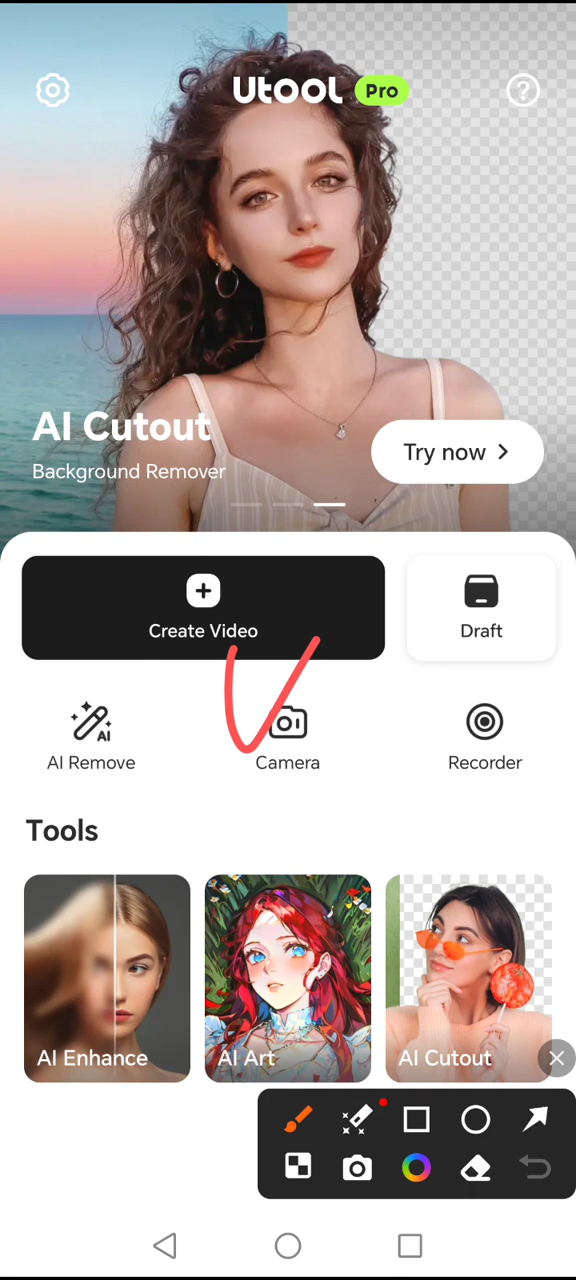 Utool Pro
AI Cutout
Background Remover
Try now
Create Video
Draft
AI Remove
Camera
Recorder
Tools
AI Enhance
AI Art
AI Cutout